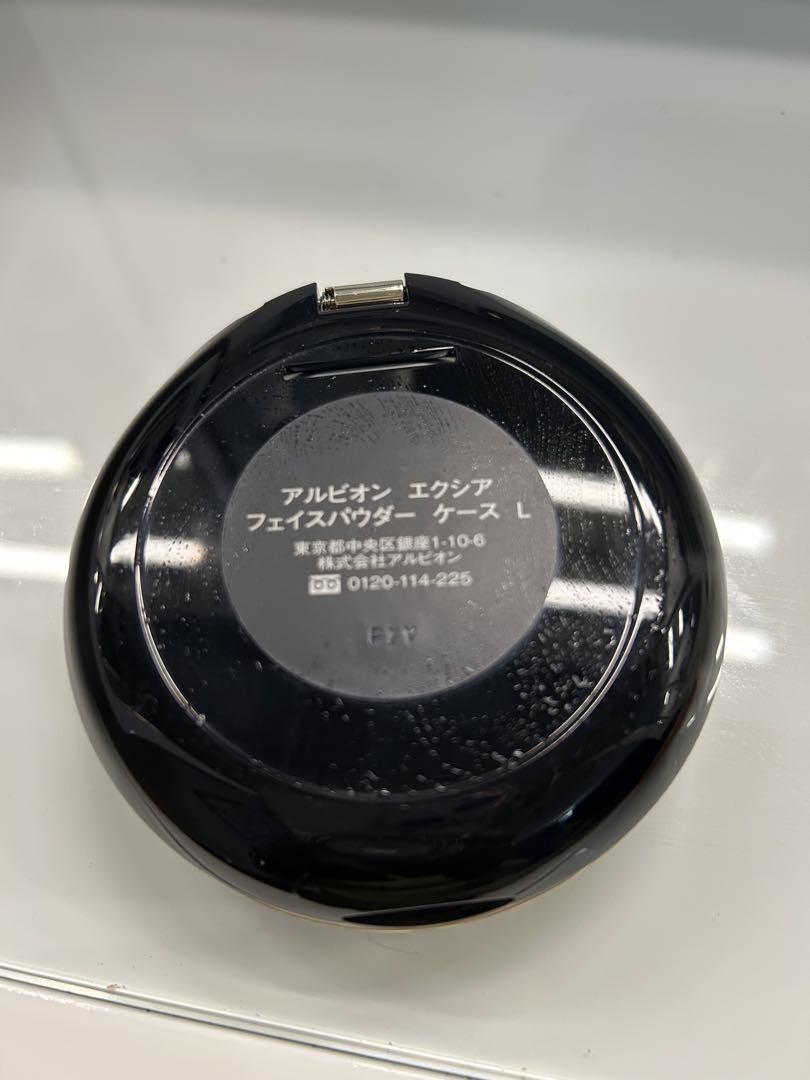 アルビオン エクシア
フェイスパウダー ケース L
東京都中央区銀座1-10-6
株式会社アルビオン
0120-114-225